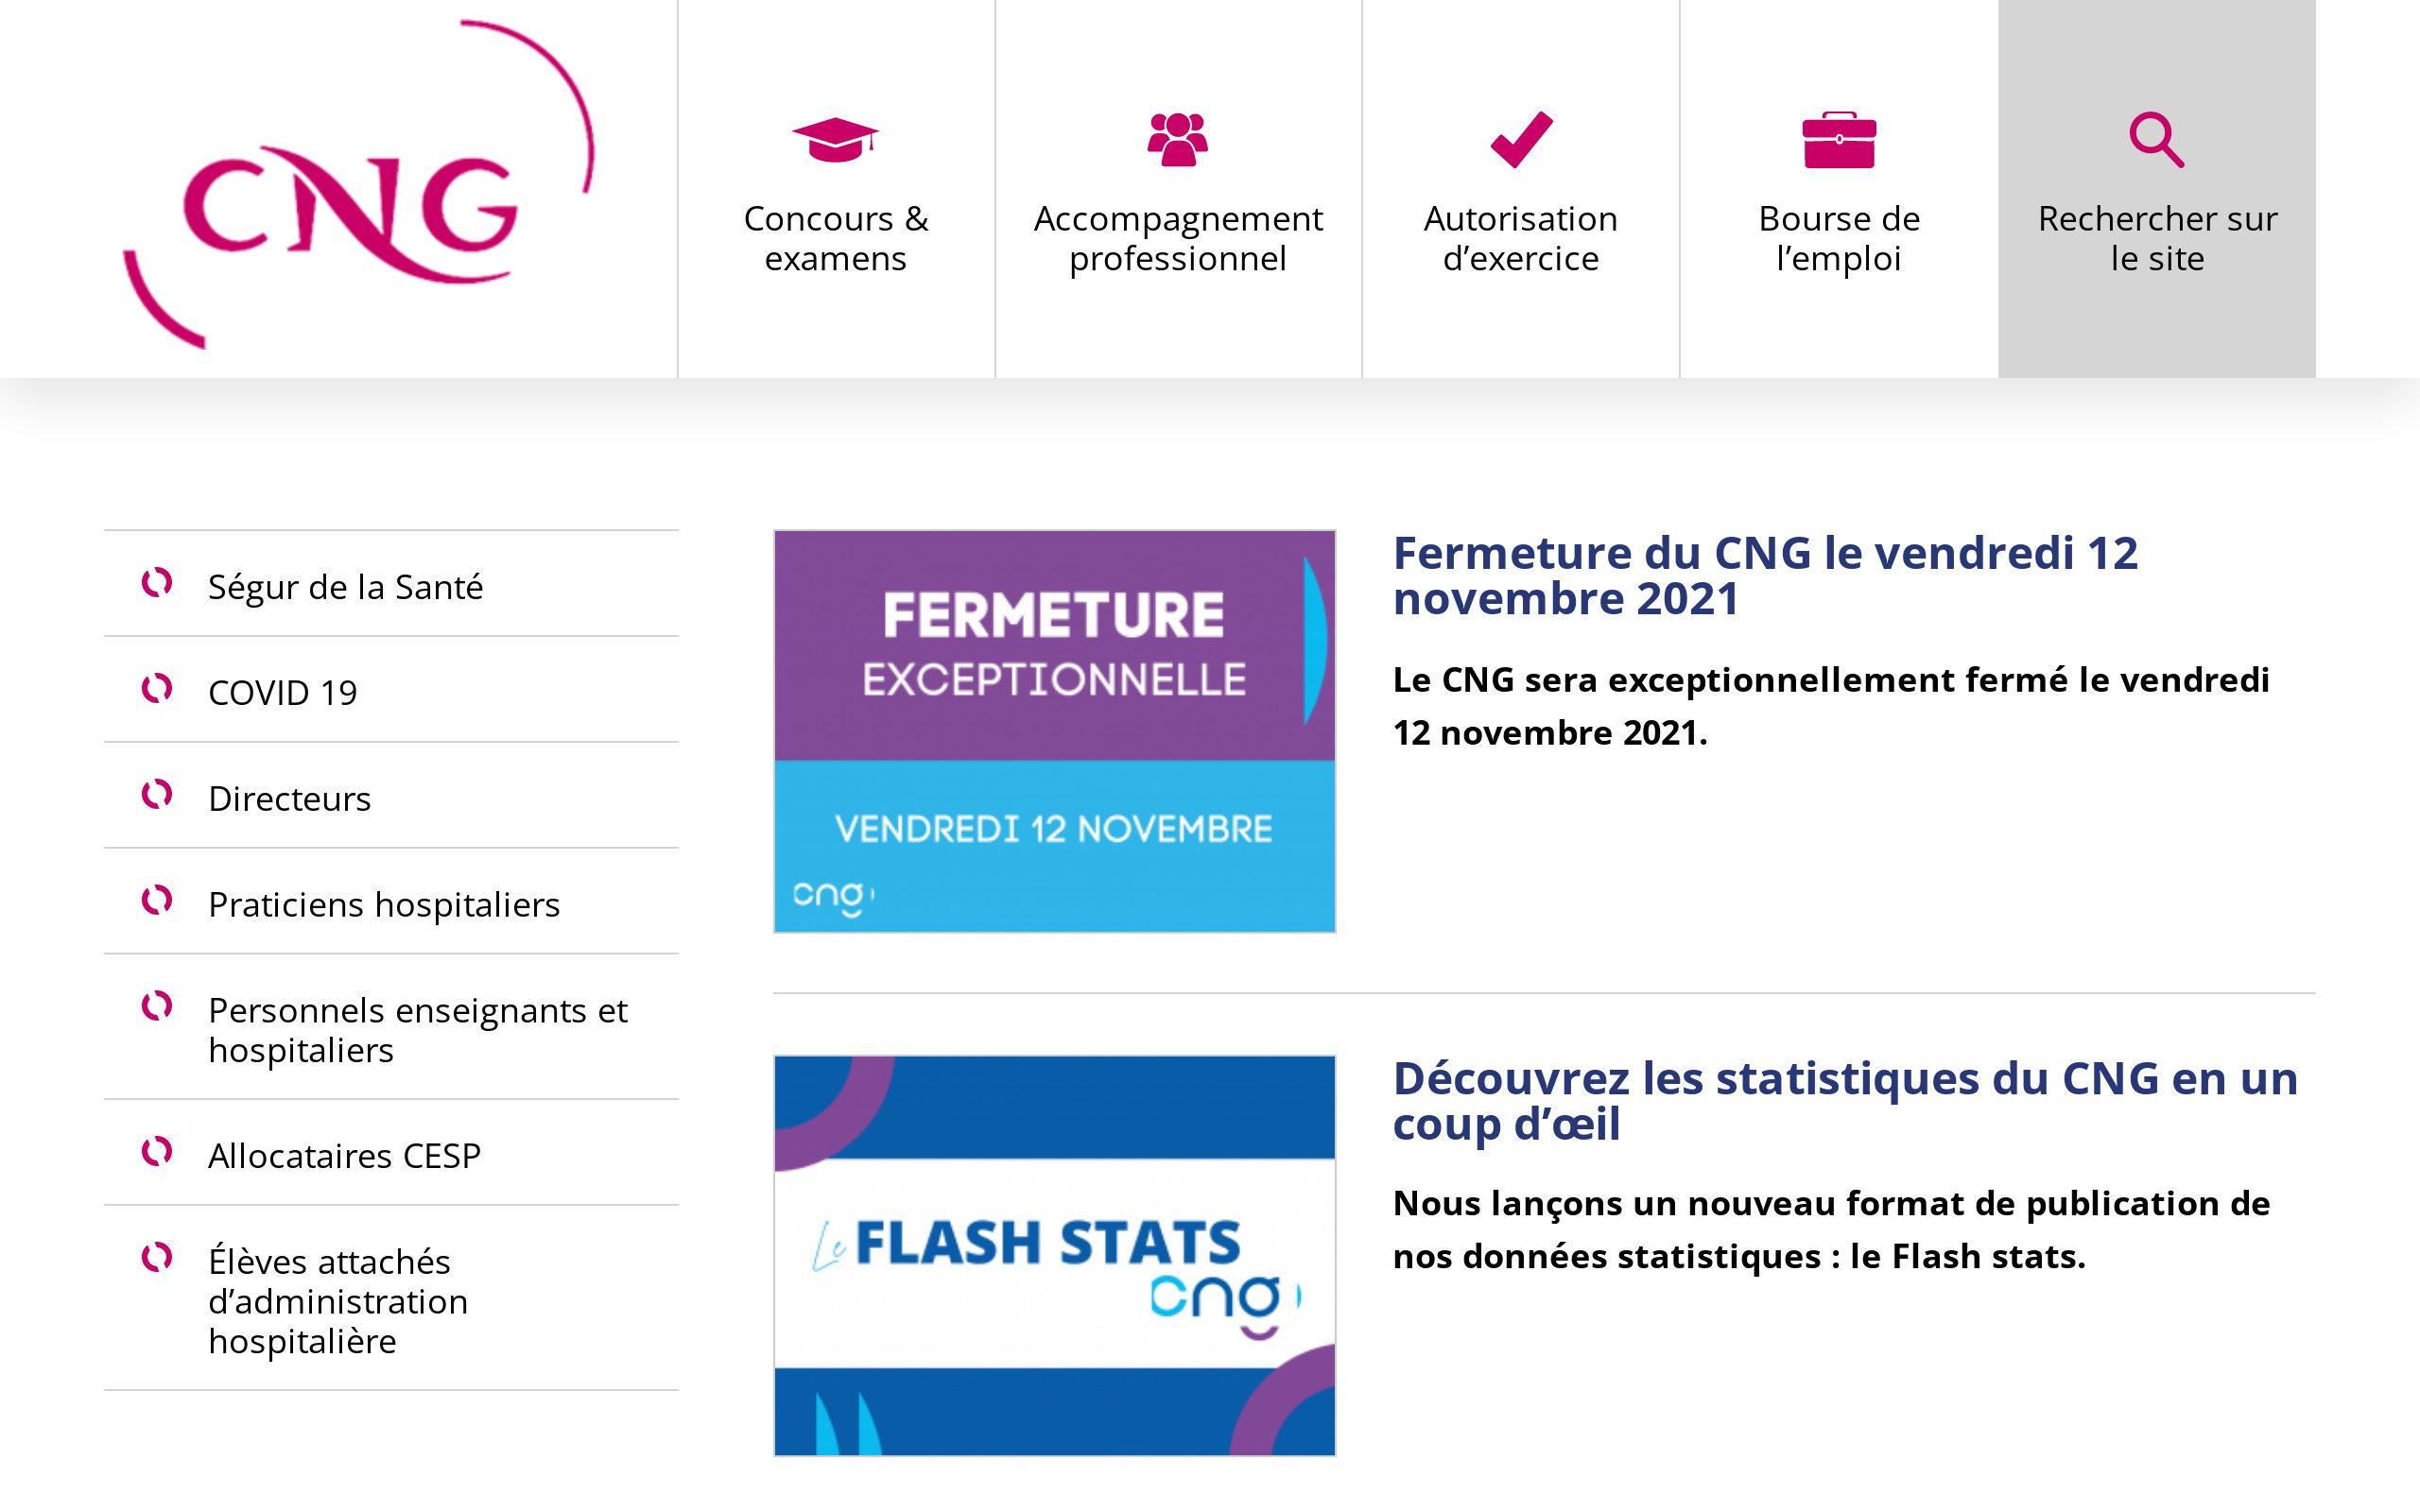 CNG
Concours &
examens
Accompagnement
professionnel
Autorisation
d’exercice
Bourse de
l’emploi
Rechercher sur
le site
Ségur de la Santé
COVID 19
Directeurs
Praticiens hospitaliers
Personnels enseignants et
hospitaliers
Allocataires CESP
Élèves attachés
d’administration
hospitalière
FERMETURE
EXCEPTIONNELLE
VENDREDI 12 NOVEMBRE
cng
Fermeture du CNG le vendredi 12
novembre 2021
Le CNG sera exceptionnellement fermé le vendredi
12 novembre 2021.
Le FLASH STATS
cng
Découvrez les statistiques du CNG en un
coup d’œil
Nous lançons un nouveau format de publication de
nos données statistiques : le Flash stats.